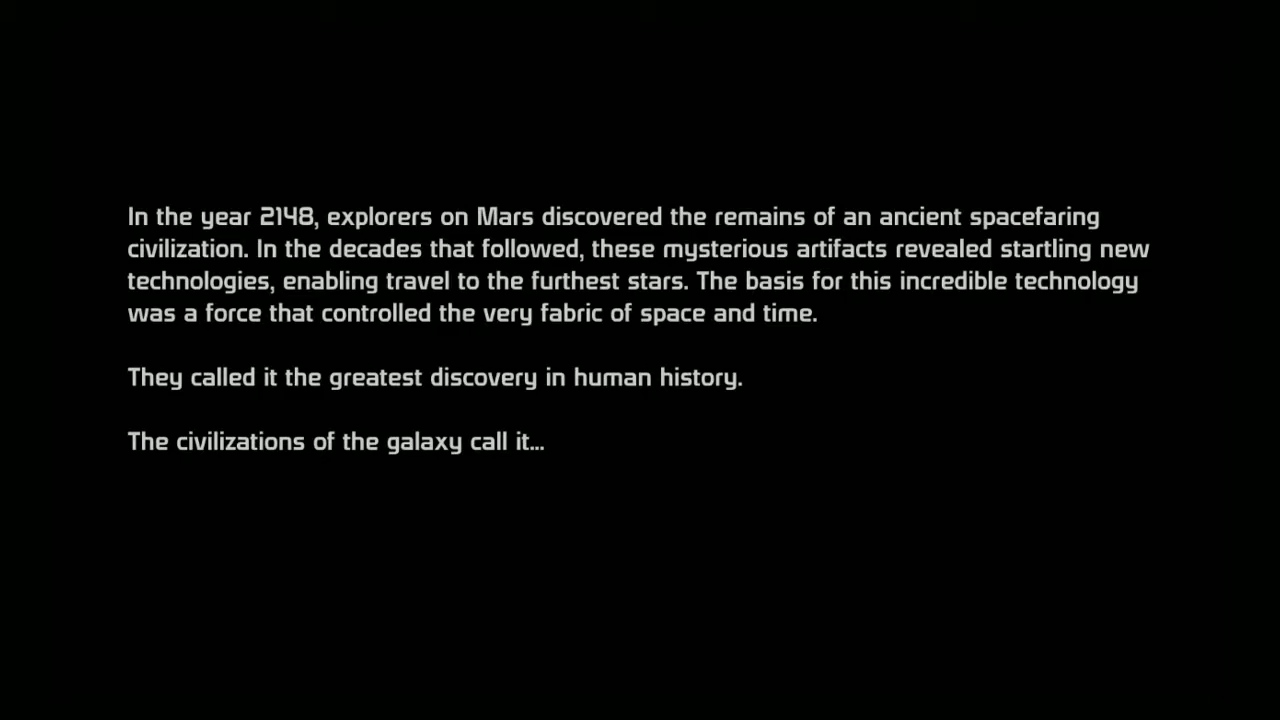 In the year 2148, explorers on Mars discovered the remains of an ancient spacefaring
civilization. In the decades that followed, these mysterious artifacts revealed startling new
technologies, enabling travel to the furthest stars. The basis for this incredible technology
was a force that controlled the very fabric of space and time.
They called it the greatest discovery in human history.
The civilizations of the galaxy call it...